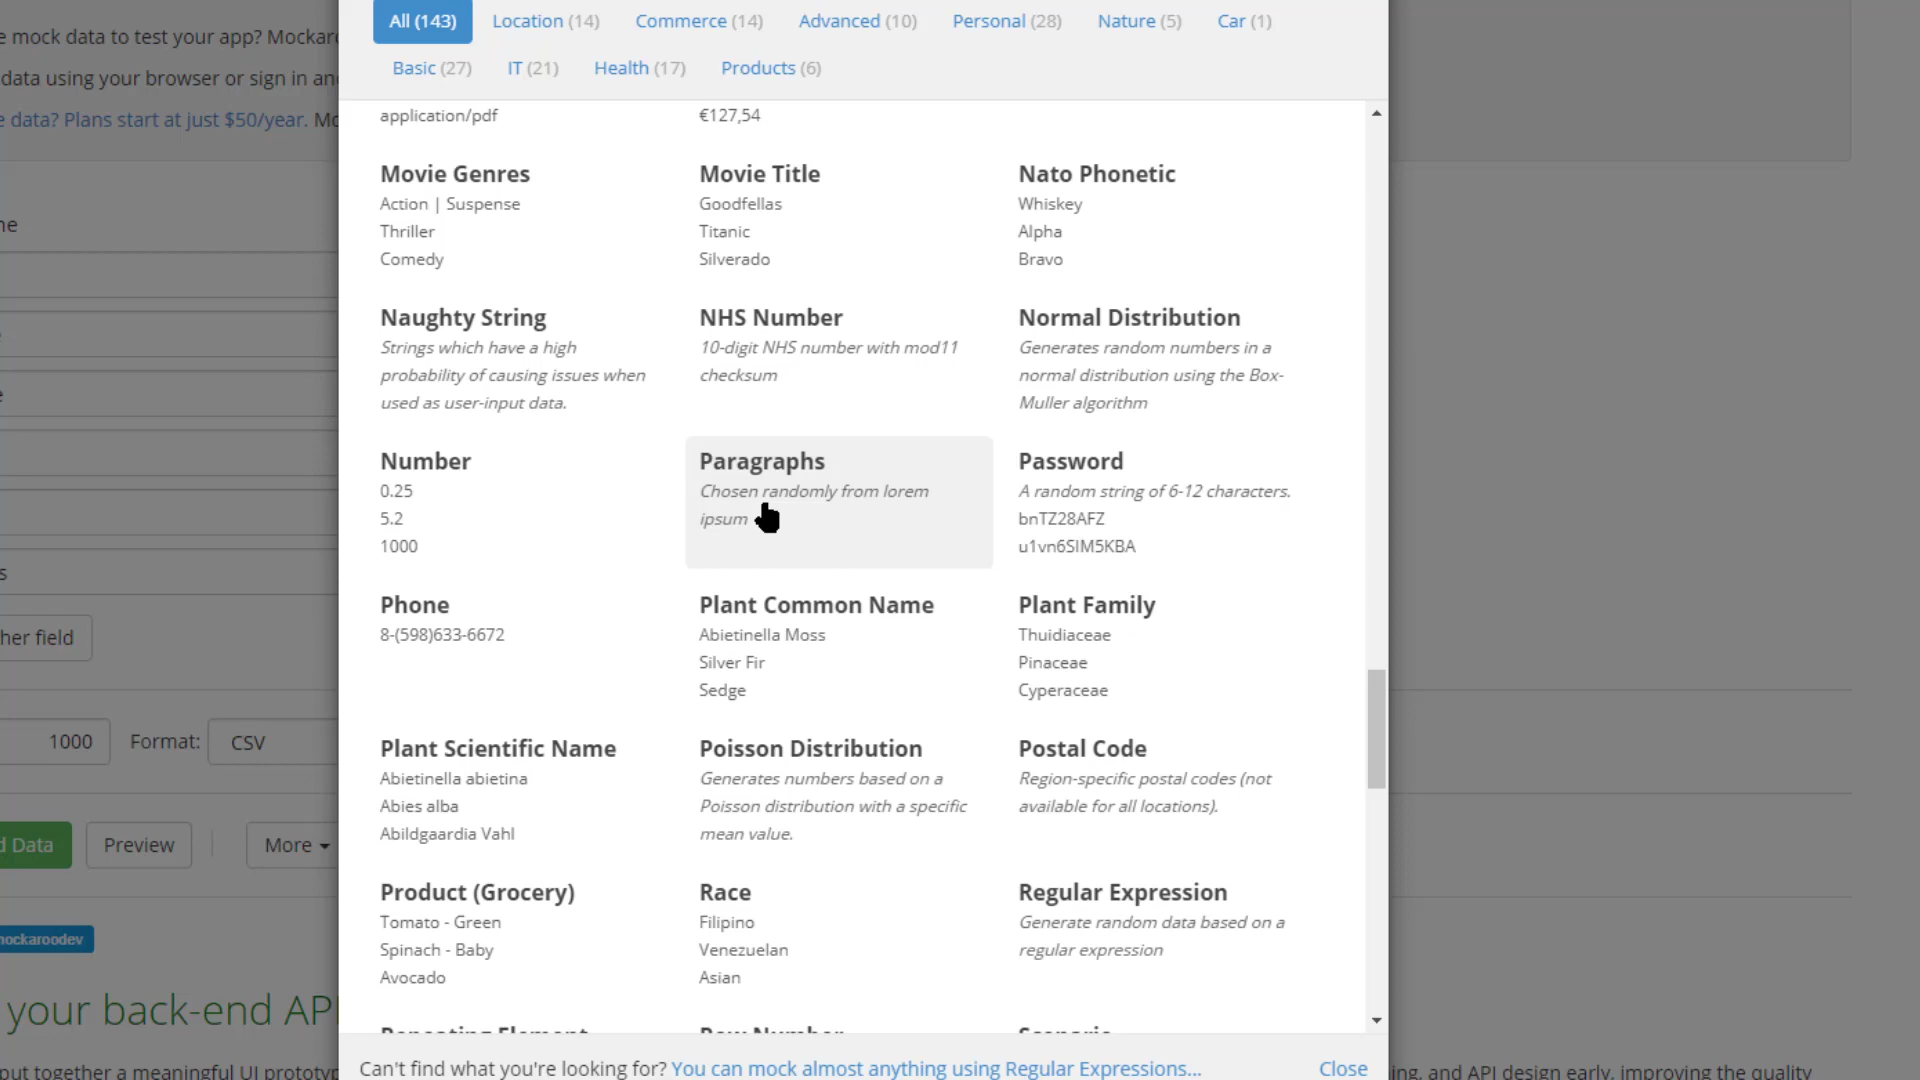 All (143) Location (14) Commerce (14) Advanced (10) Personal (28) Nature (5) Car (1)
Basic (27) IT (21) Health (17) Products (6)
e mock data to test your app?
data using your browser or sign in
e data? Plans start at just $50/year.
application/pdf
€127,54
Movie Genres
Action | Suspense
Thriller
Comedy
Movie Title
Goodfellas
Titanic
Silverado
Nato Phonetic
Whiskey
Alpha
Bravo
Naughty String
Strings which have a high
probability of causing issues when
used as user-input data.
NHS Number
10-digit NHS number with mod11
checksum
Normal Distribution
Generates random numbers in a
normal distribution using the Box-
Muller algorithm
Number
0.25
5.2
1000
Paragraphs
Chosen randomly from lorem
ipsum
Password
A random string of 6-12 characters.
bnTZ28AFZ
u1vn6SIM5KBA
Phone
8-(598)633-6672
Plant Common Name
Abietinella Moss
Silver Fir
Sedge
Plant Family
Thuidiaceae
Pinaceae
Cyperaceae
Plant Scientific Name
Abietinella abietina
Abies alba
Abildgaardia Vahl
Poisson Distribution
Generates numbers based on a
Poisson distribution with a specific
mean value.
Postal Code
Region-specific postal codes (not
available for all locations).
Product (Grocery)
Tomato - Green
Spinach - Baby
Avocado
Race
Filipino
Venezuelan
Asian
Regular Expression
Generate random data based on a
regular expression
Repeating Element
Row Number
Scenario
Can't find what you're looking for? You can mock almost anything using Regular Expressions...
Close
her field
1000 Format: CSV
d Data Preview More
mockaroodev
your back-end API
put together a meaningful UI
ing, and API design early, improving the quality